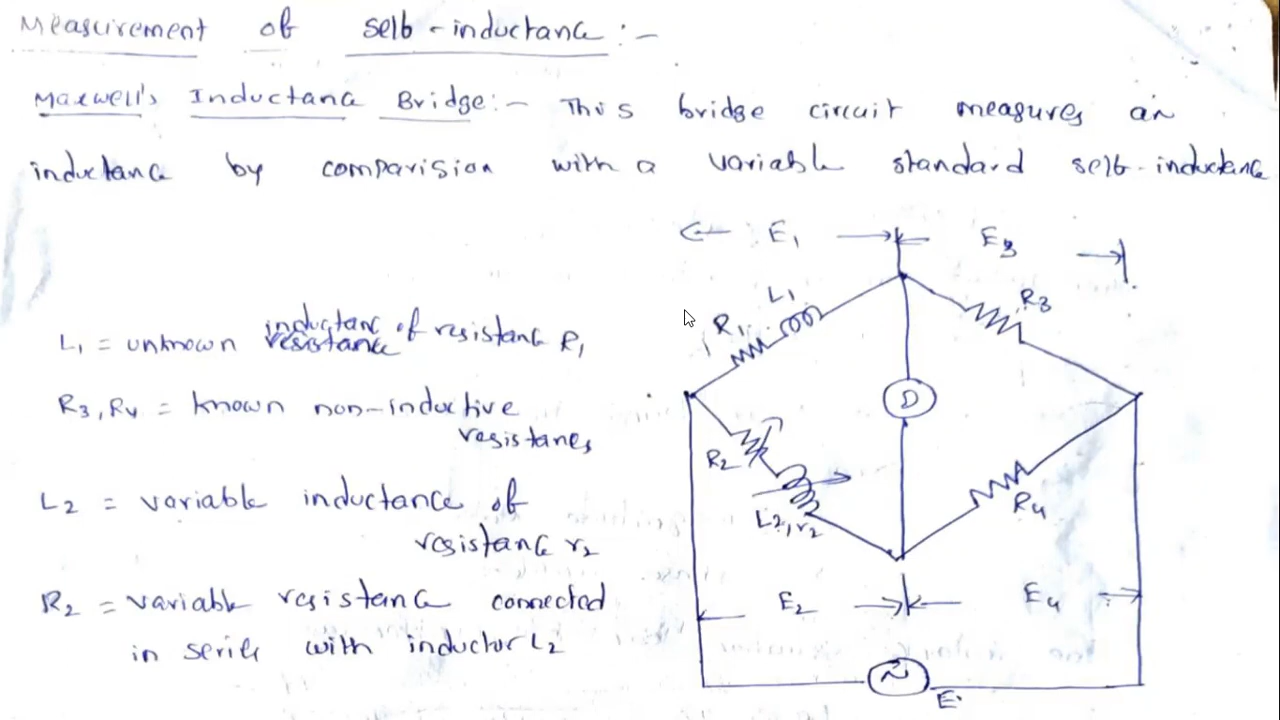 Measurement of self-inductance :-
Maxwell's Inductance Bridge:- This bridge circuit measures an
inductance by comparision with a variable standard self-inductance
E1 E3
L1 R3
R1
L1 = unknown inductance of resistance R1
R3, R4 = known non-inductive
resistances
D
R2
R4
L2, r2
L2 = variable inductance of
resistance r2
R2 = variable resistance connected
in series with inductor L2
E2 E4
E